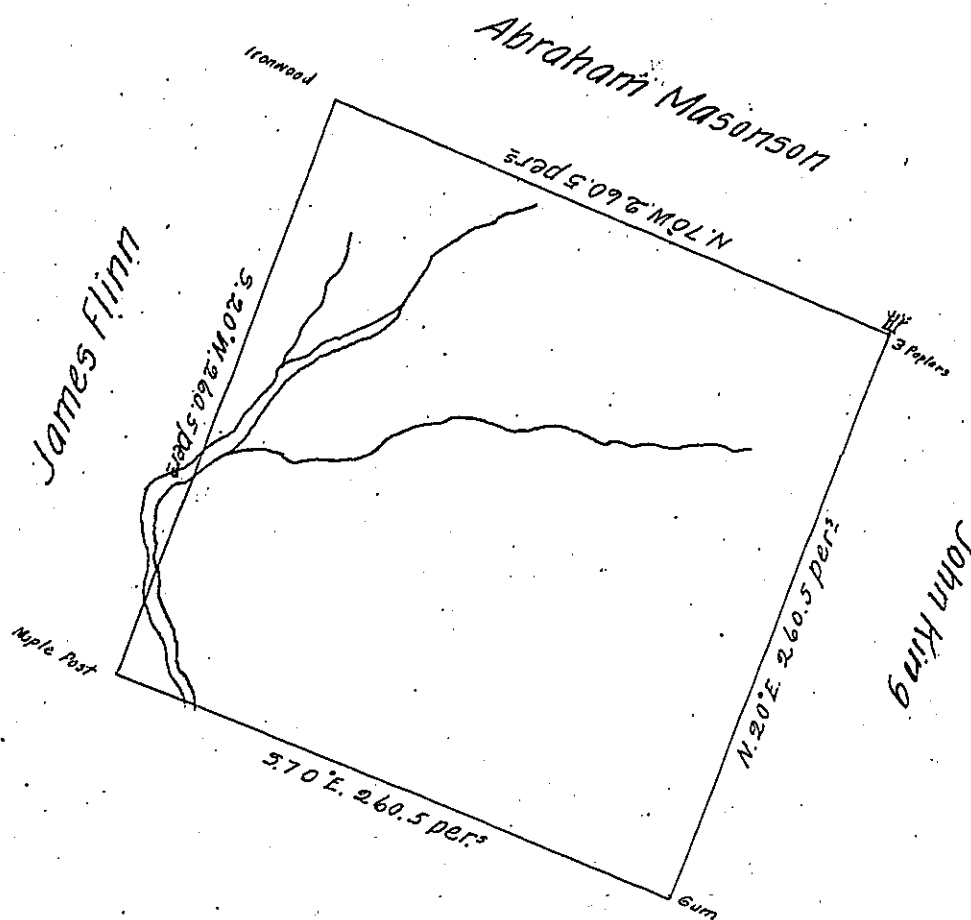 Ironwood
Abraham Masonson
N.70°W. 260.5 pers
James Flinn
S.20°W. 260.5 pers
3 Poplars
John King
N.20°E. 260.5 pers
Maple Post
S.70°E. 260.5 pers
Gum